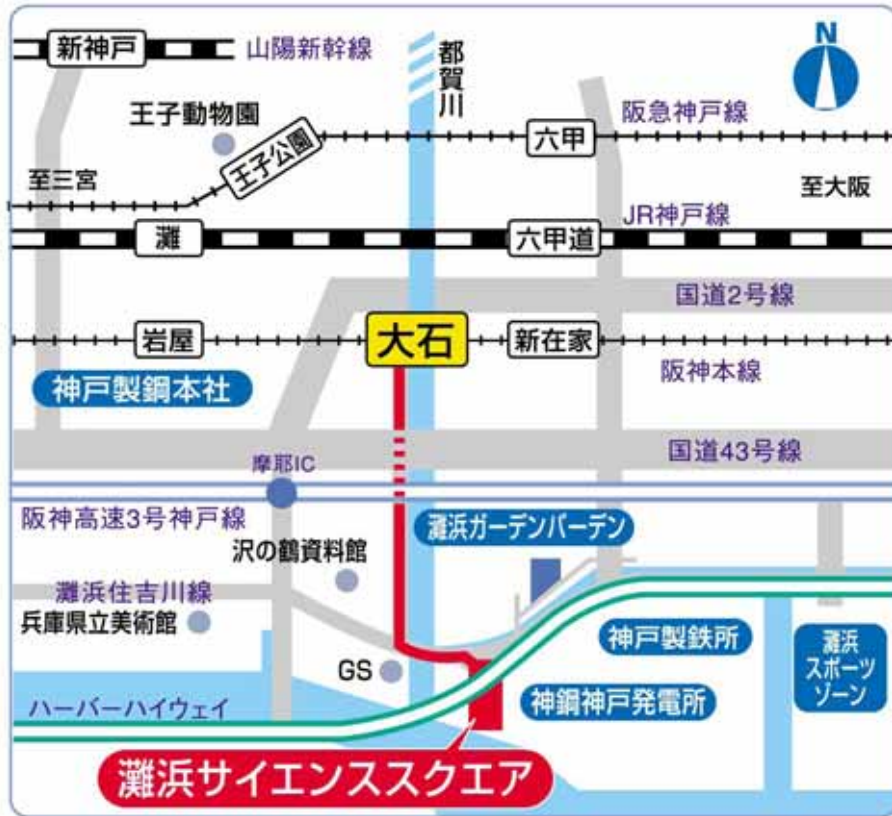 N
新神戸
山陽新幹線
都賀川
王子動物園
阪急神戸線
六甲
王子公園
至三宮
至大阪
JR神戸線
灘
六甲道
国道2号線
岩屋
大石
新在家
阪神本線
神戸製鋼本社
国道43号線
摩耶IC
阪神高速3号神戸線
灘浜ガーデンバーデン
沢の鶴資料館
灘浜住吉川線
兵庫県立美術館
神戸製鉄所
灘浜
スポーツ
ゾーン
GS
神鋼神戸発電所
ハーバーハイウェイ
灘浜サイエンススクエア